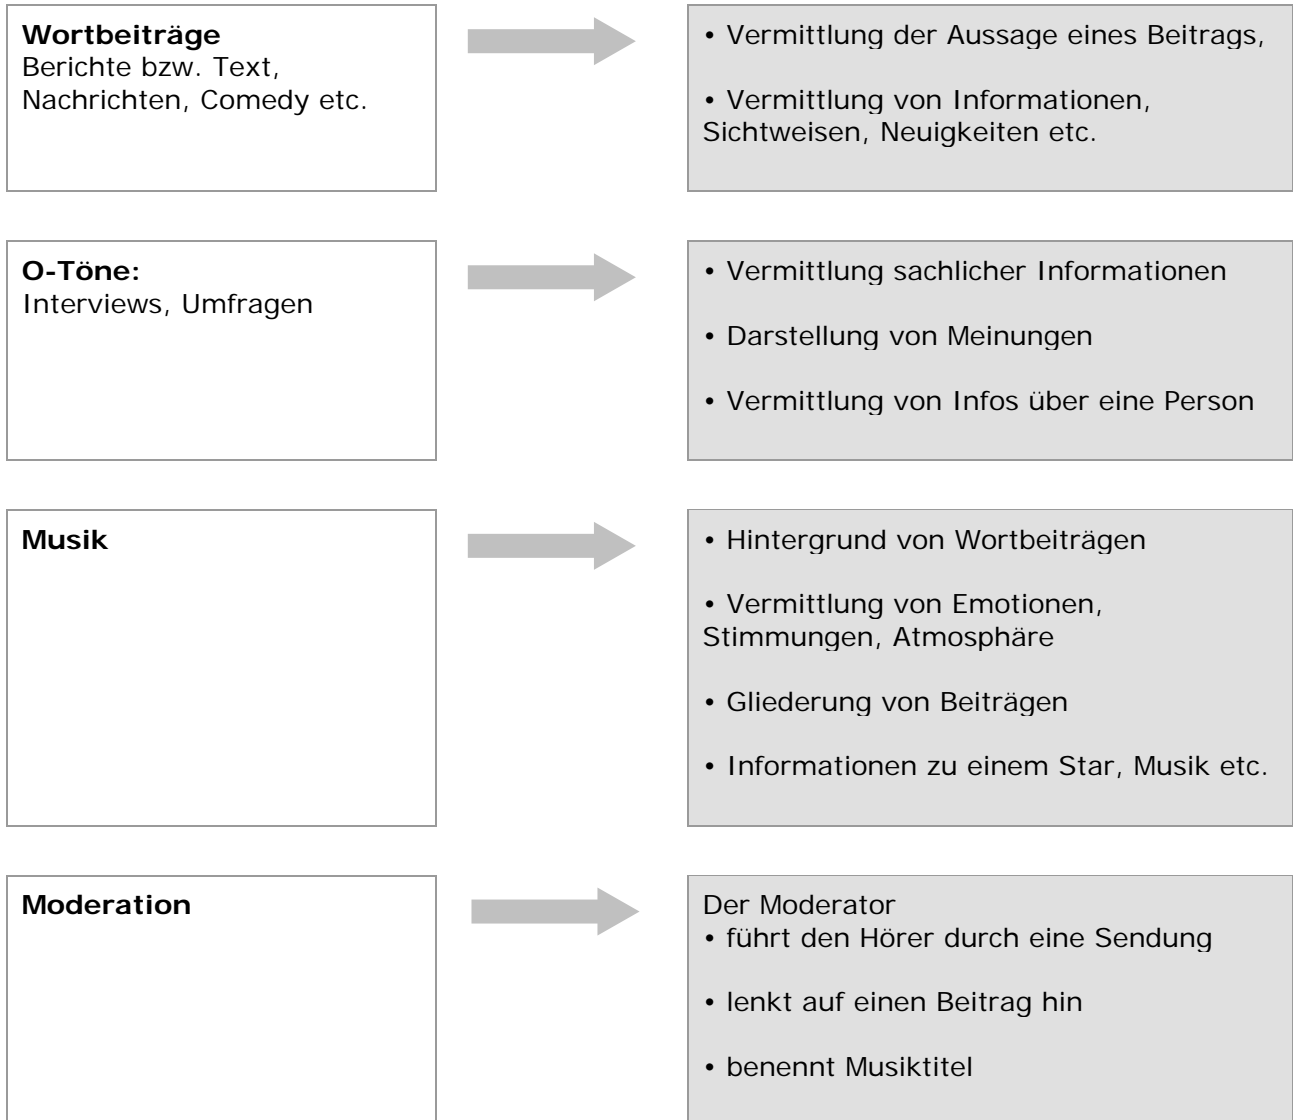 Wortbeiträge
Berichte bzw. Text,
Nachrichten, Comedy etc.
• Vermittlung der Aussage eines Beitrags,
• Vermittlung von Informationen,
Sichtweisen, Neuigkeiten etc.
O-Töne:
Interviews, Umfragen
• Vermittlung sachlicher Informationen
• Darstellung von Meinungen
• Vermittlung von Infos über eine Person
Musik
• Hintergrund von Wortbeiträgen
• Vermittlung von Emotionen,
Stimmungen, Atmosphäre
• Gliederung von Beiträgen
• Informationen zu einem Star, Musik etc.
Moderation
Der Moderator
• führt den Hörer durch eine Sendung
• lenkt auf einen Beitrag hin
• benennt Musiktitel